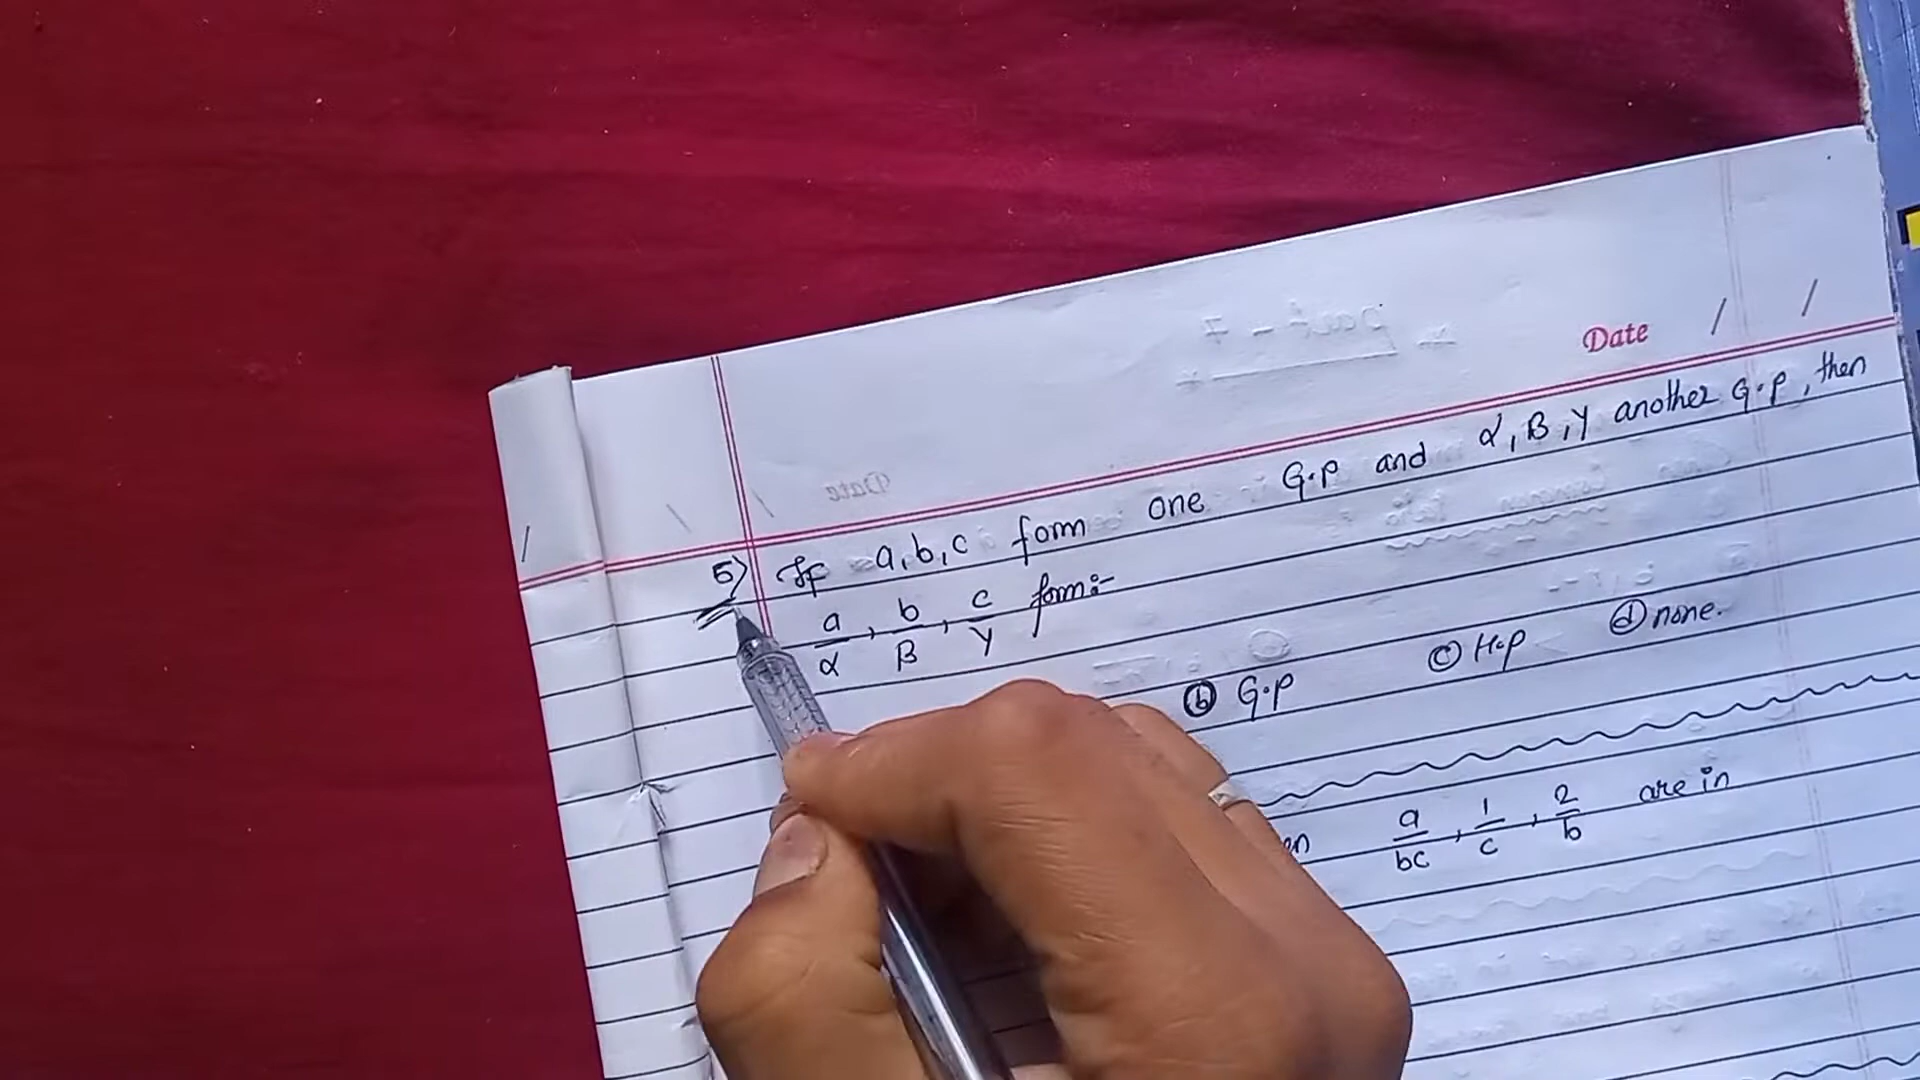 Date / /
5) If a, b, c form one G.P and α, B, γ another G.P, then
a/α, b/B, c/γ form:-
(b) G.P (c) H.P (d) none.
a/bc, 1/c, 2/b are in